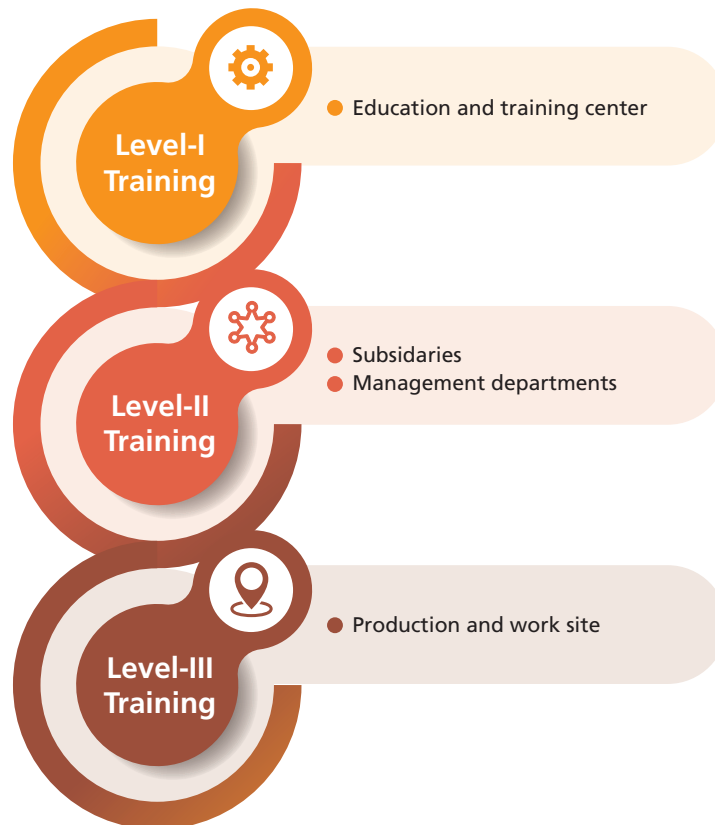 Level-I
Training
Education and training center
Level-II
Training
Subsidaries
Management departments
Level-III
Training
Production and work site